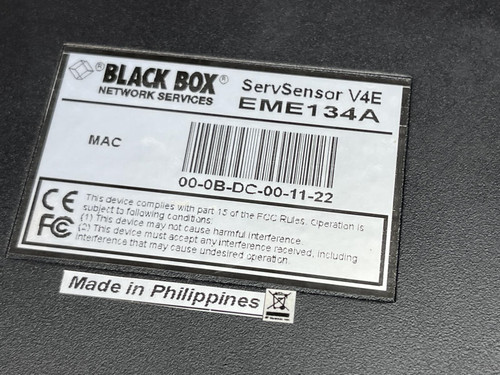 ® BLACK BOX®
NETWORK SERVICES
ServSensor V4E
EME134A
MAC
00-0B-DC-00-11-22
CE
FC
This device complies with part 15 of the FCC Rules. Operation is
subject to following conditions:
(1) This device may not cause harmful interference.
(2) This device must accept any interference received, including
interference that may cause undesired operation.
Made in Philippines